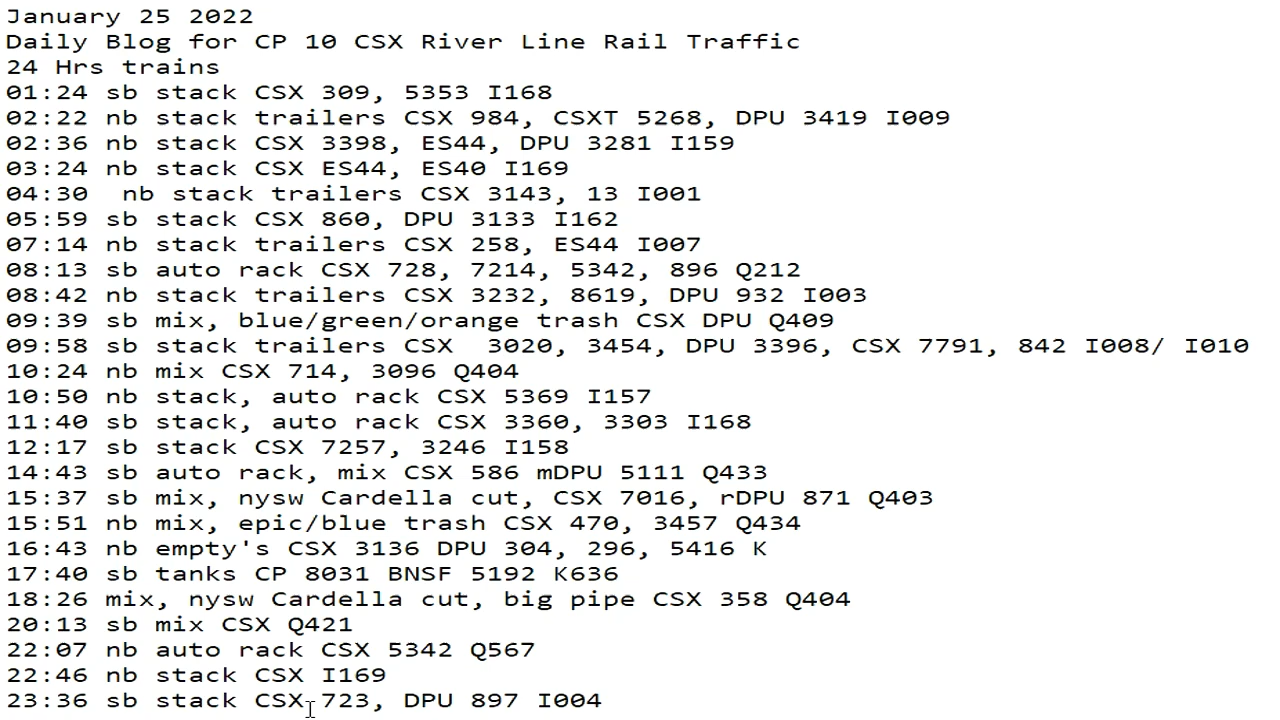 January 25 2022
Daily Blog for CP 10 CSX River Line Rail Traffic
24 Hrs trains
01:24 sb stack CSX 309, 5353 I168
02:22 nb stack trailers CSX 984, CSXT 5268, DPU 3419 I009
02:36 nb stack CSX 3398, ES44, DPU 3281 I159
03:24 nb stack CSX ES44, ES40 I169
04:30  nb stack trailers CSX 3143, 13 I001
05:59 sb stack CSX 860, DPU 3133 I162
07:14 nb stack trailers CSX 258, ES44 I007
08:13 sb auto rack CSX 728, 7214, 5342, 896 Q212
08:42 nb stack trailers CSX 3232, 8619, DPU 932 I003
09:39 sb mix, blue/green/orange trash CSX DPU Q409
09:58 sb stack trailers CSX  3020, 3454, DPU 3396, CSX 7791, 842 I008/ I010
10:24 nb mix CSX 714, 3096 Q404
10:50 nb stack, auto rack CSX 5369 I157
11:40 sb stack, auto rack CSX 3360, 3303 I168
12:17 sb stack CSX 7257, 3246 I158
14:43 sb auto rack, mix CSX 586 mDPU 5111 Q433
15:37 sb mix, nysw Cardella cut, CSX 7016, rDPU 871 Q403
15:51 nb mix, epic/blue trash CSX 470, 3457 Q434
16:43 nb empty's CSX 3136 DPU 304, 296, 5416 K
17:40 sb tanks CP 8031 BNSF 5192 K636
18:26 mix, nysw Cardella cut, big pipe CSX 358 Q404
20:13 sb mix CSX Q421
22:07 nb auto rack CSX 5342 Q567
22:46 nb stack CSX I169
23:36 sb stack CSX 723, DPU 897 I004